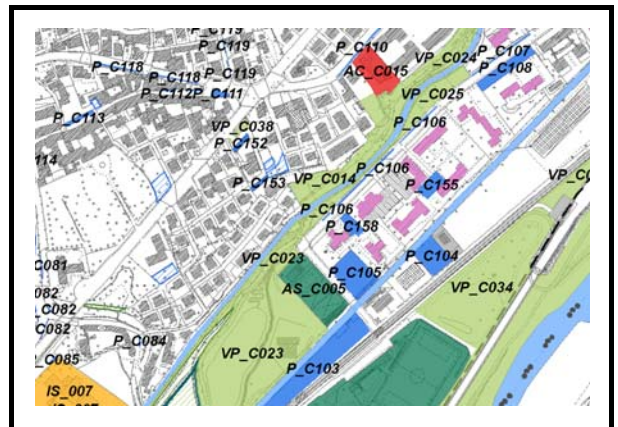 P_C119
P_C119
P_C110
VP_C024
P_C107
P_C118
P_C118
P_C119
AC_C015
P_C108
P_C112
P_C111
VP_C025
P_C113
VP_C038
P_C106
P_C152
114
P_C106
VP_C014
P_C153
P_C155
P_C106
P_C158
VP_C023
P_C104
C081
P_C105
AS_C005
VP_C034
C082
C082
C082
P_C084
VP_C023
C085
P_C103
IS_007